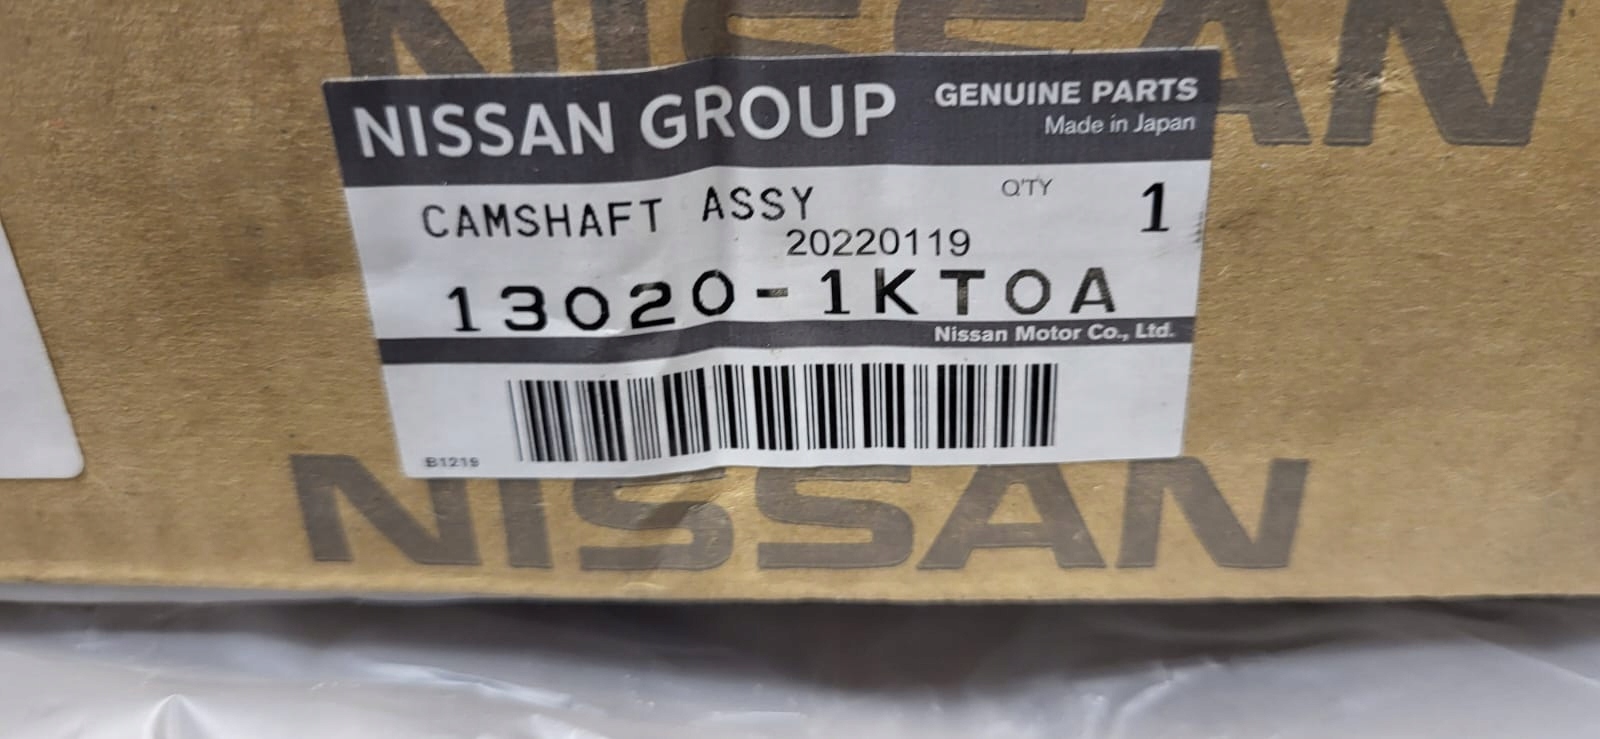 NISSAN
NISSAN GROUP
GENUINE PARTS
Made in Japan
CAMSHAFT ASSY
Q'TY 1
20220119
13020-1KT0A
Nissan Motor Co., Ltd.
B1219
NISSAN